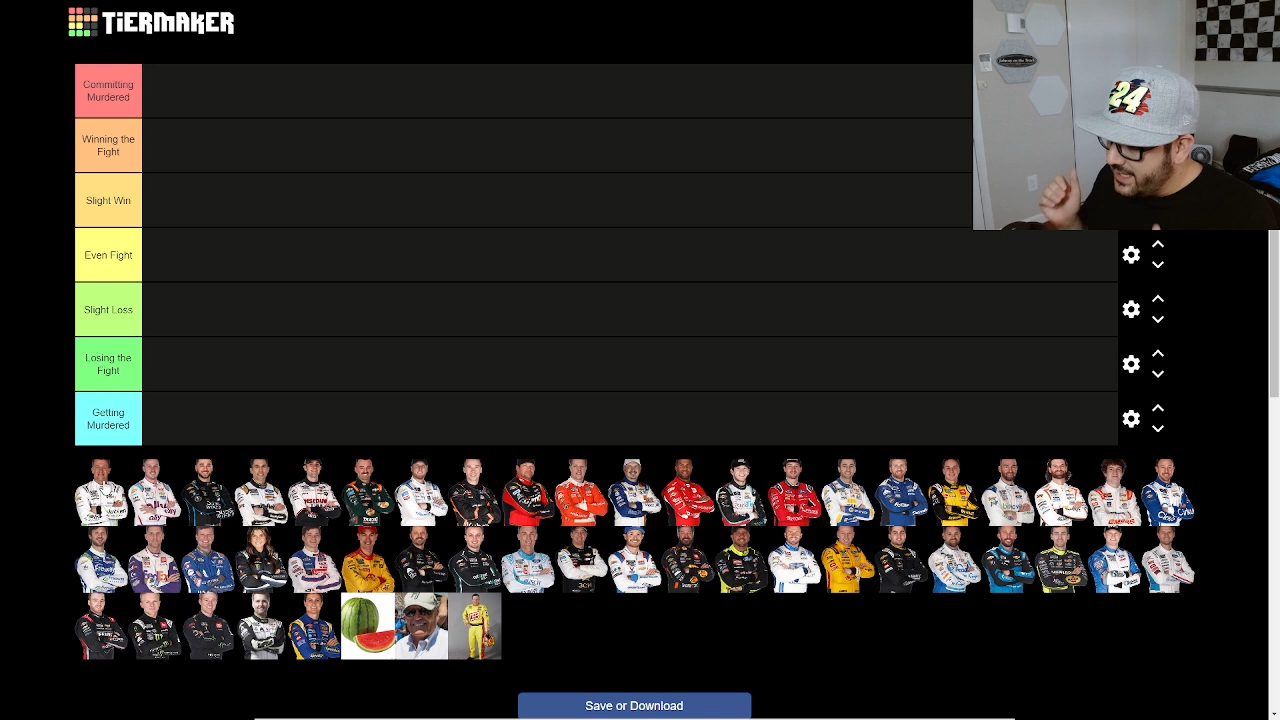 TiERMAKER
Committing
Murdered
24
Winning the
Fight
Slight Win
Even Fight
Slight Loss
Losing the
Fight
Getting
Murdered
Save or Download